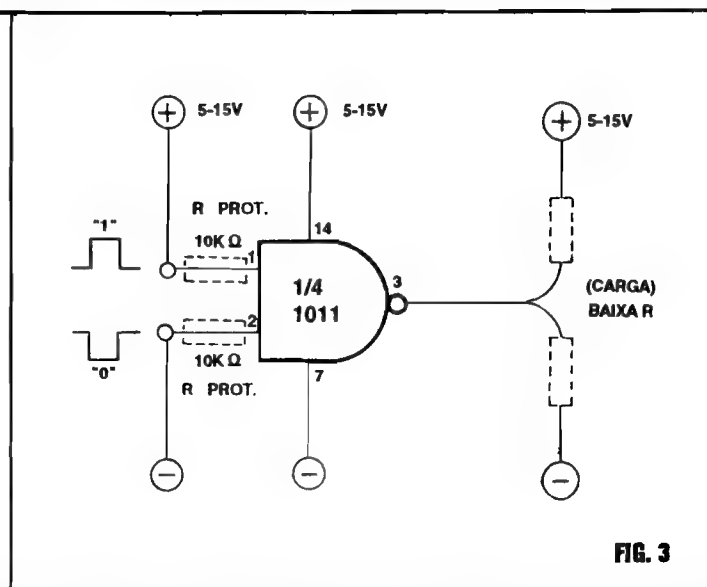 5-15V
5-15V
5-15V
R PROT.
"1"
10K Ω
1
14
1/4
1011
3
(CARGA)
BAIXA R
2
"0"
10K Ω
R PROT.
7
FIG. 3